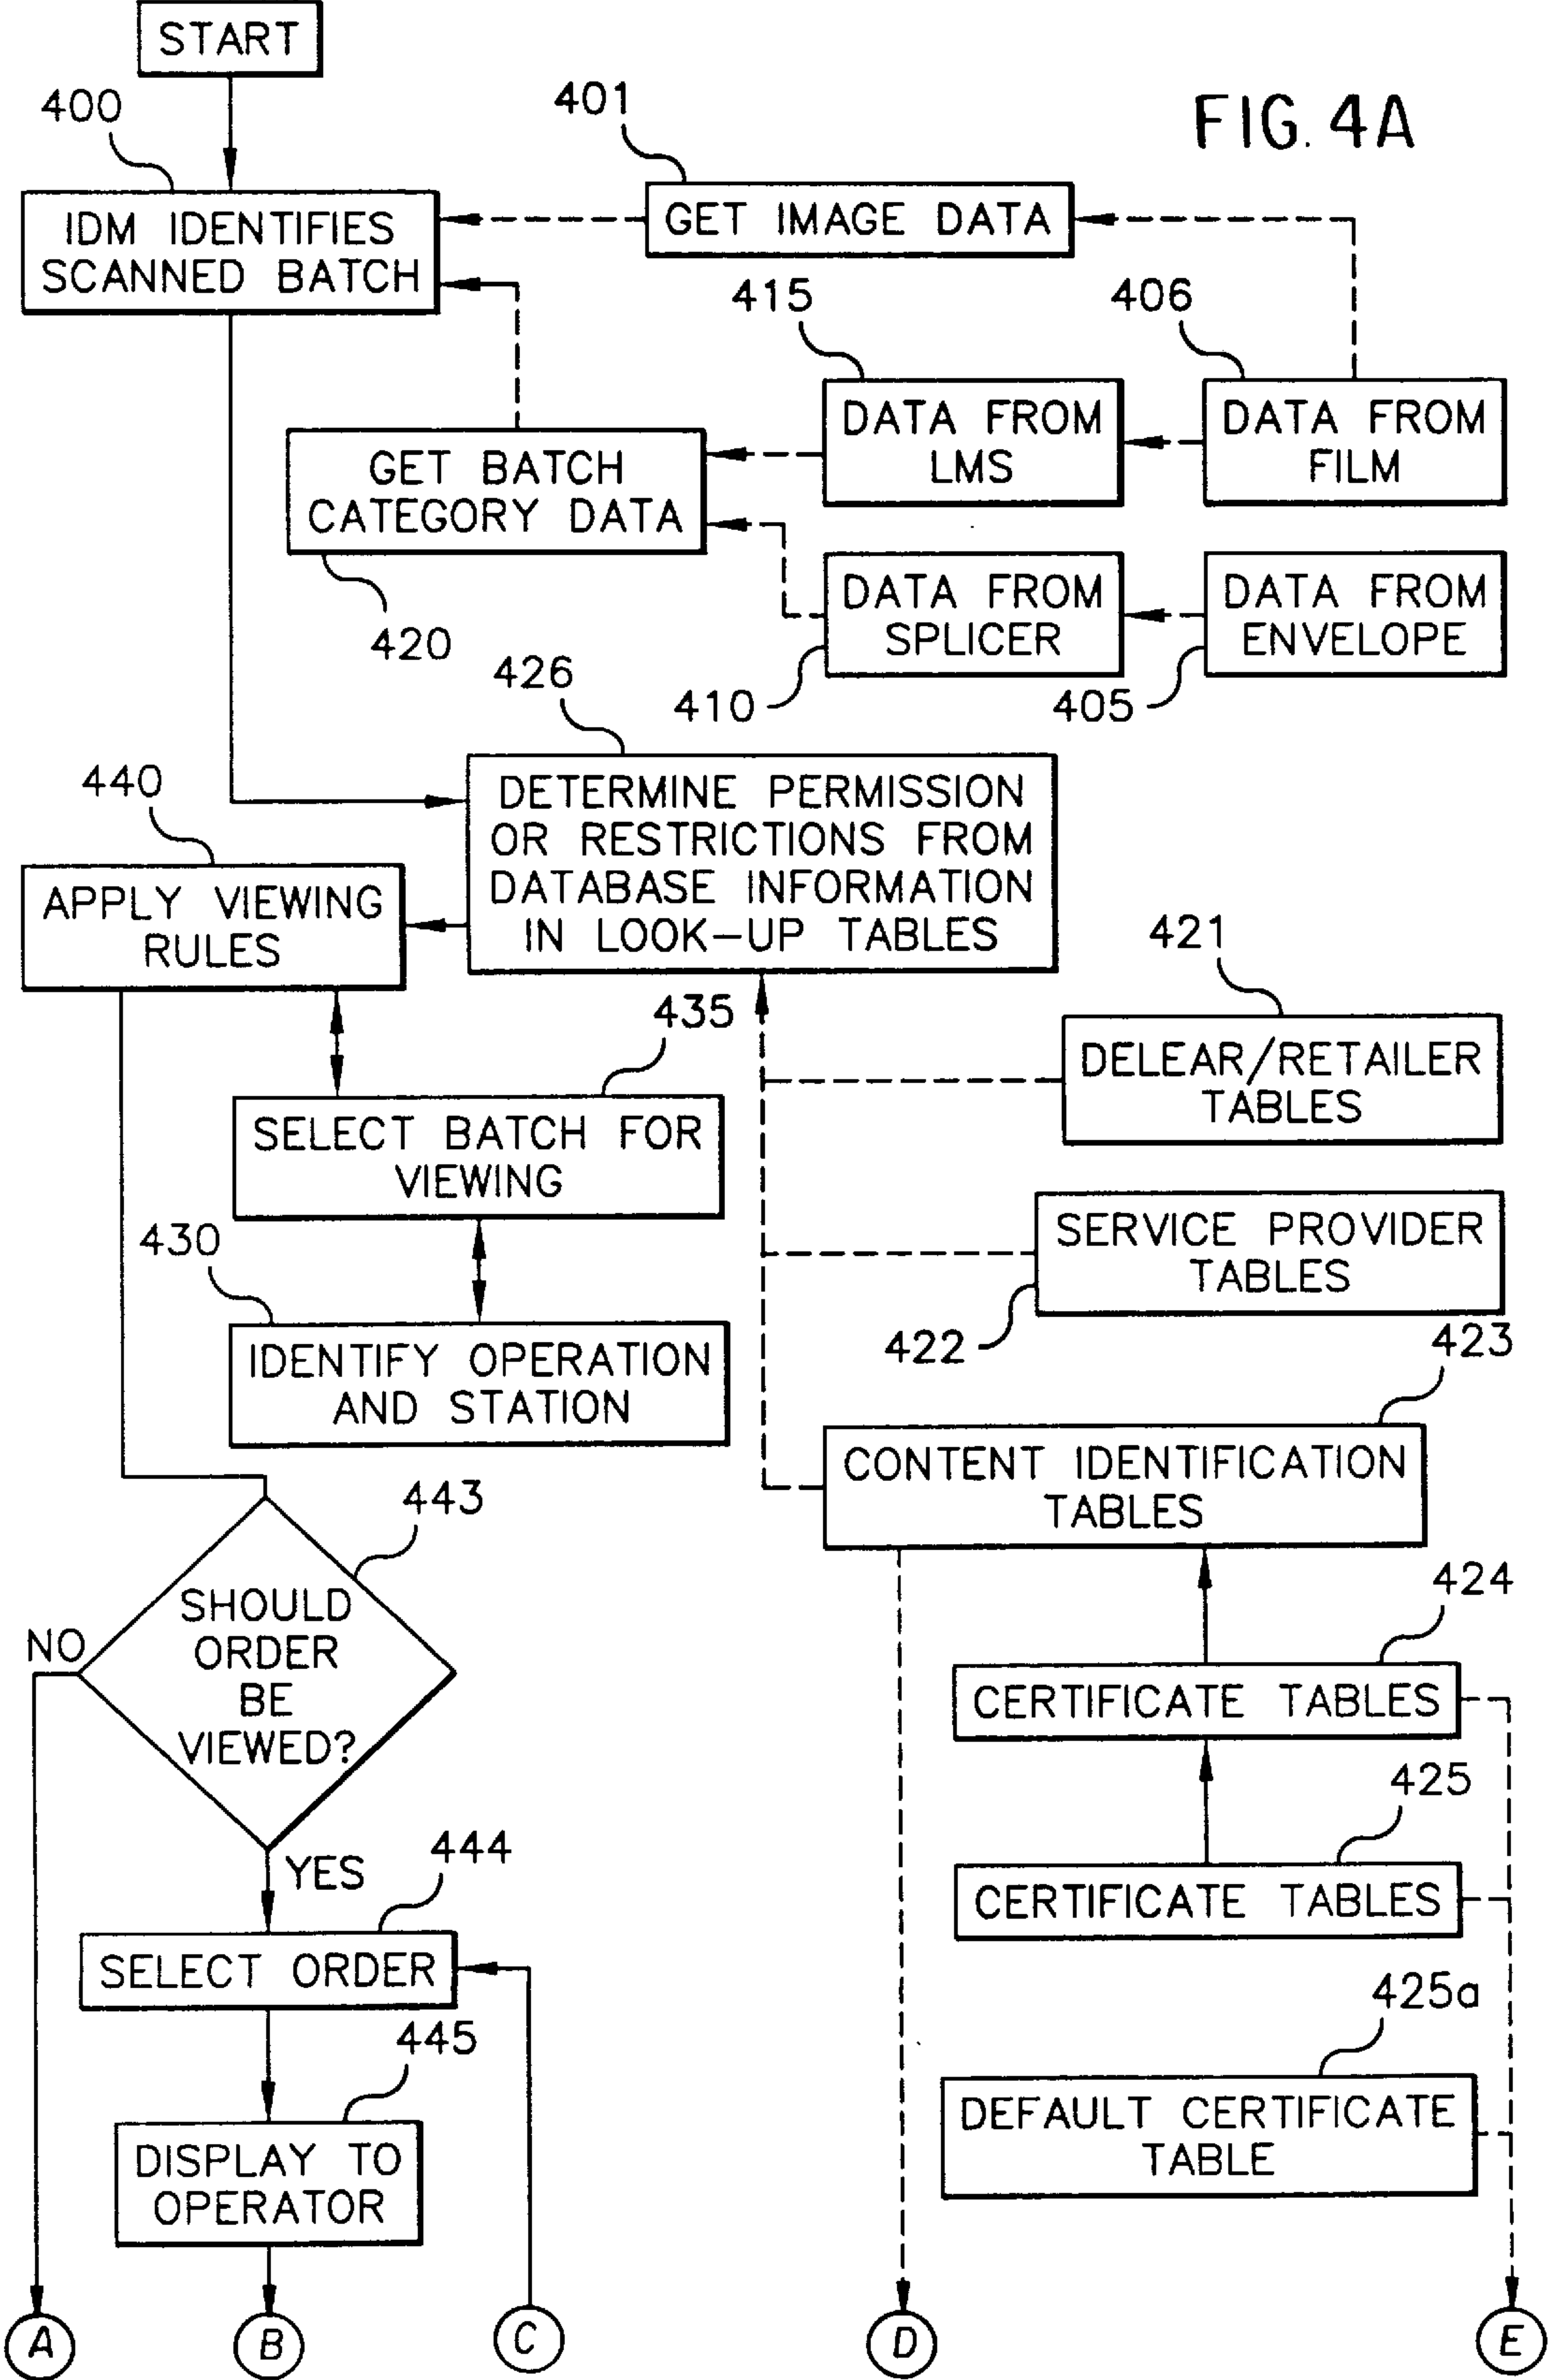 START
400
401
FIG. 4A
IDM IDENTIFIES
SCANNED BATCH
GET IMAGE DATA
415
406
DATA FROM
LMS
DATA FROM
FILM
GET BATCH
CATEGORY DATA
420
DATA FROM
SPLICER
DATA FROM
ENVELOPE
410
405
426
440
DETERMINE PERMISSION
OR RESTRICTIONS FROM
DATABASE INFORMATION
IN LOOK-UP TABLES
APPLY VIEWING
RULES
421
435
DELEAR/RETAILER
TABLES
SELECT BATCH FOR
VIEWING
SERVICE PROVIDER
TABLES
430
422
423
IDENTIFY OPERATION
AND STATION
CONTENT IDENTIFICATION
TABLES
443
SHOULD
ORDER
BE
VIEWED?
NO
424
CERTIFICATE TABLES
425
YES
444
CERTIFICATE TABLES
SELECT ORDER
425a
445
DEFAULT CERTIFICATE
TABLE
DISPLAY TO
OPERATOR
A
B
C
D
E